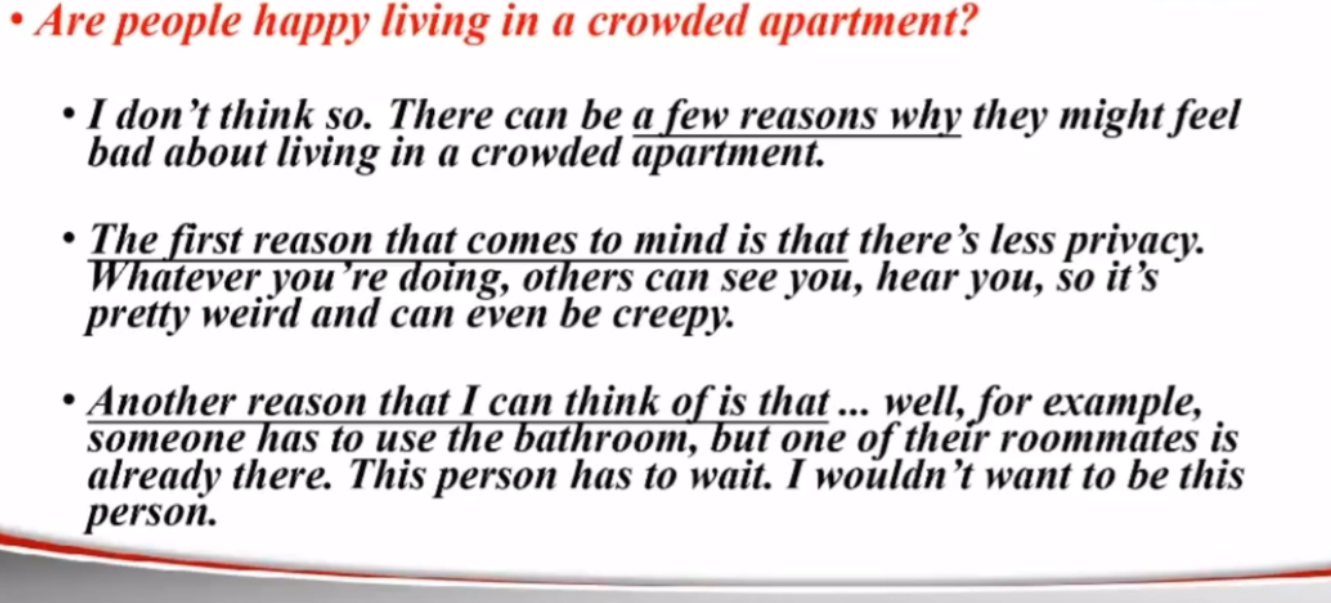 • Are people happy living in a crowded apartment?
• I don't think so. There can be a few reasons why they might feel
bad about living in a crowded apartment.
• The first reason that comes to mind is that there's less privacy.
Whatever you're doing, others can see you, hear you, so it's
pretty weird and can even be creepy.
• Another reason that I can think of is that ... well, for example,
someone has to use the bathroom, but one of their roommates is
already there. This person has to wait. I wouldn't want to be this
person.